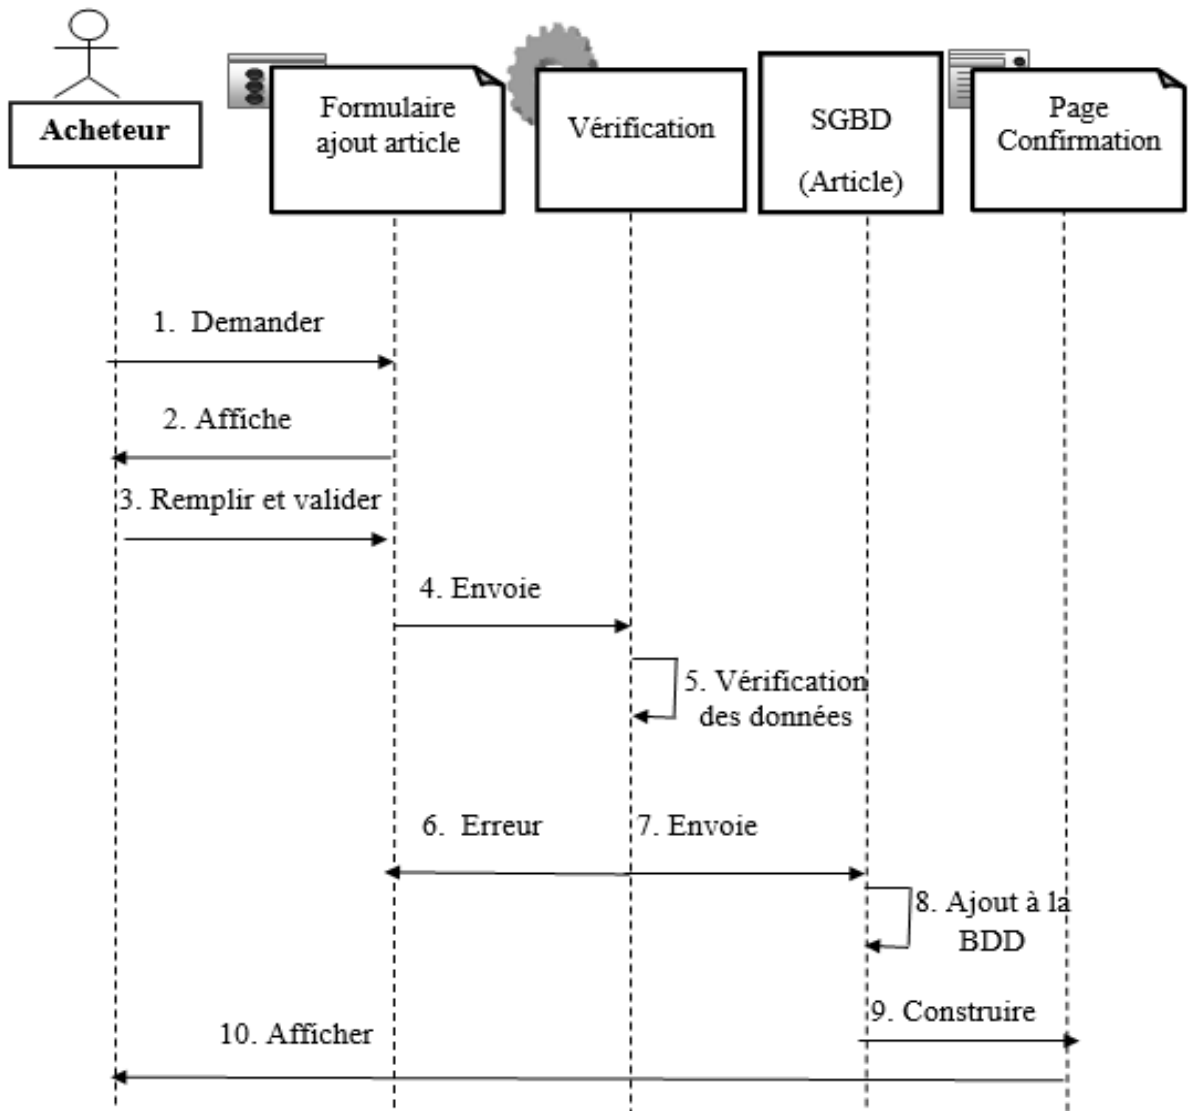 Acheteur
Formulaire
ajout article
Vérification
SGBD
(Article)
Page
Confirmation
1. Demander
2. Affiche
3. Remplir et valider
4. Envoie
5. Vérification
des données
6. Erreur
7. Envoie
8. Ajout à la
BDD
9. Construire
10. Afficher